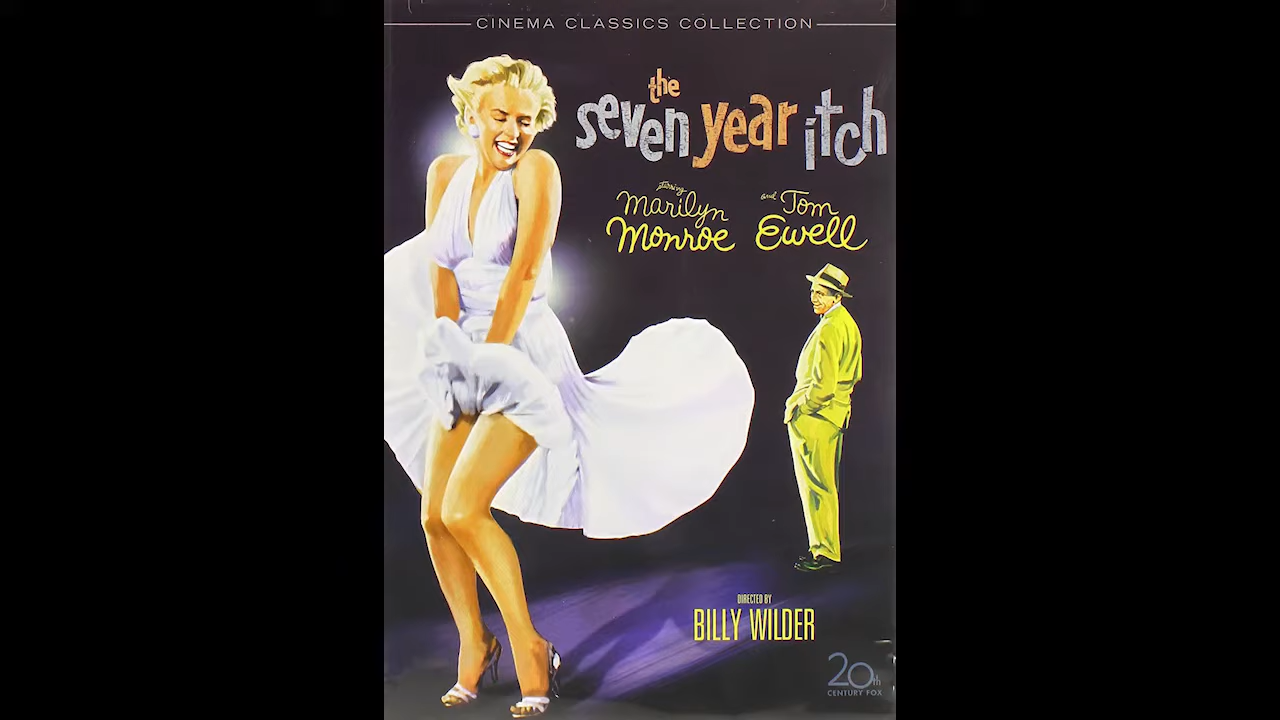 CINEMA CLASSICS COLLECTION
the
seven year itch
starring
Marilyn
Monroe
and Tom
Ewell
DIRECTED BY
BILLY WILDER
20th
CENTURY FOX